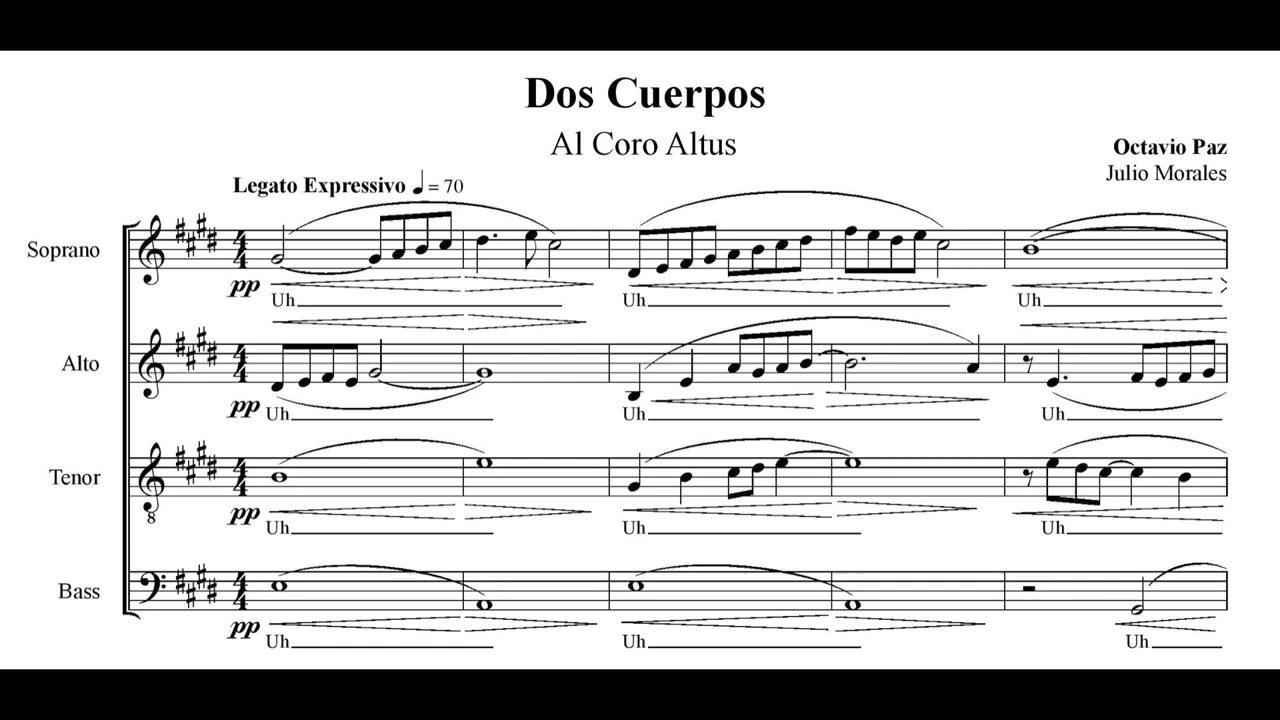 Dos Cuerpos
Al Coro Altus
Octavio Paz
Julio Morales
Legato Expressivo ♩ = 70
Soprano
pp
Uh
Uh
Uh
Alto
pp
Uh
Uh
Uh
Tenor
8
pp
Uh
Uh
Uh
Bass
pp
Uh
Uh
Uh